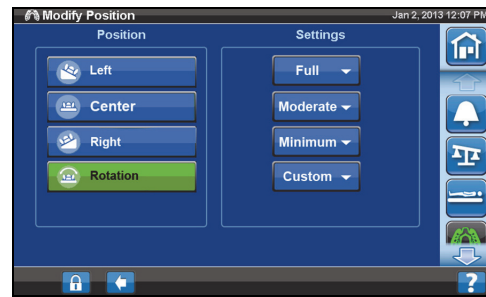 Modify Position
Jan 2, 2013 12:07 PM
Position
Settings
Left
Full
Center
Moderate
Right
Minimum
Rotation
Custom
?